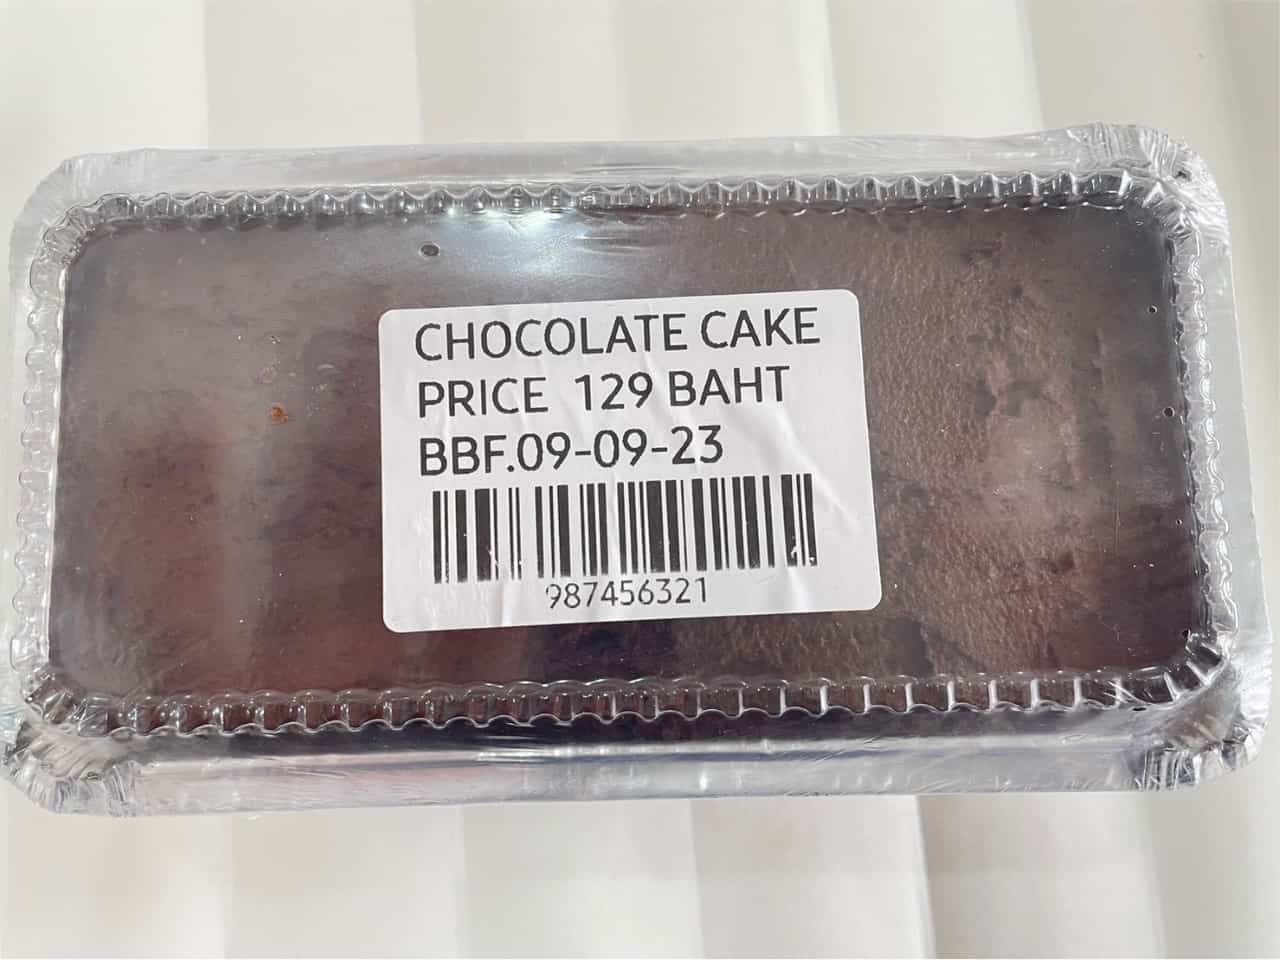 CHOCOLATE CAKE
PRICE 129 BAHT
BBF.09-09-23
987456321